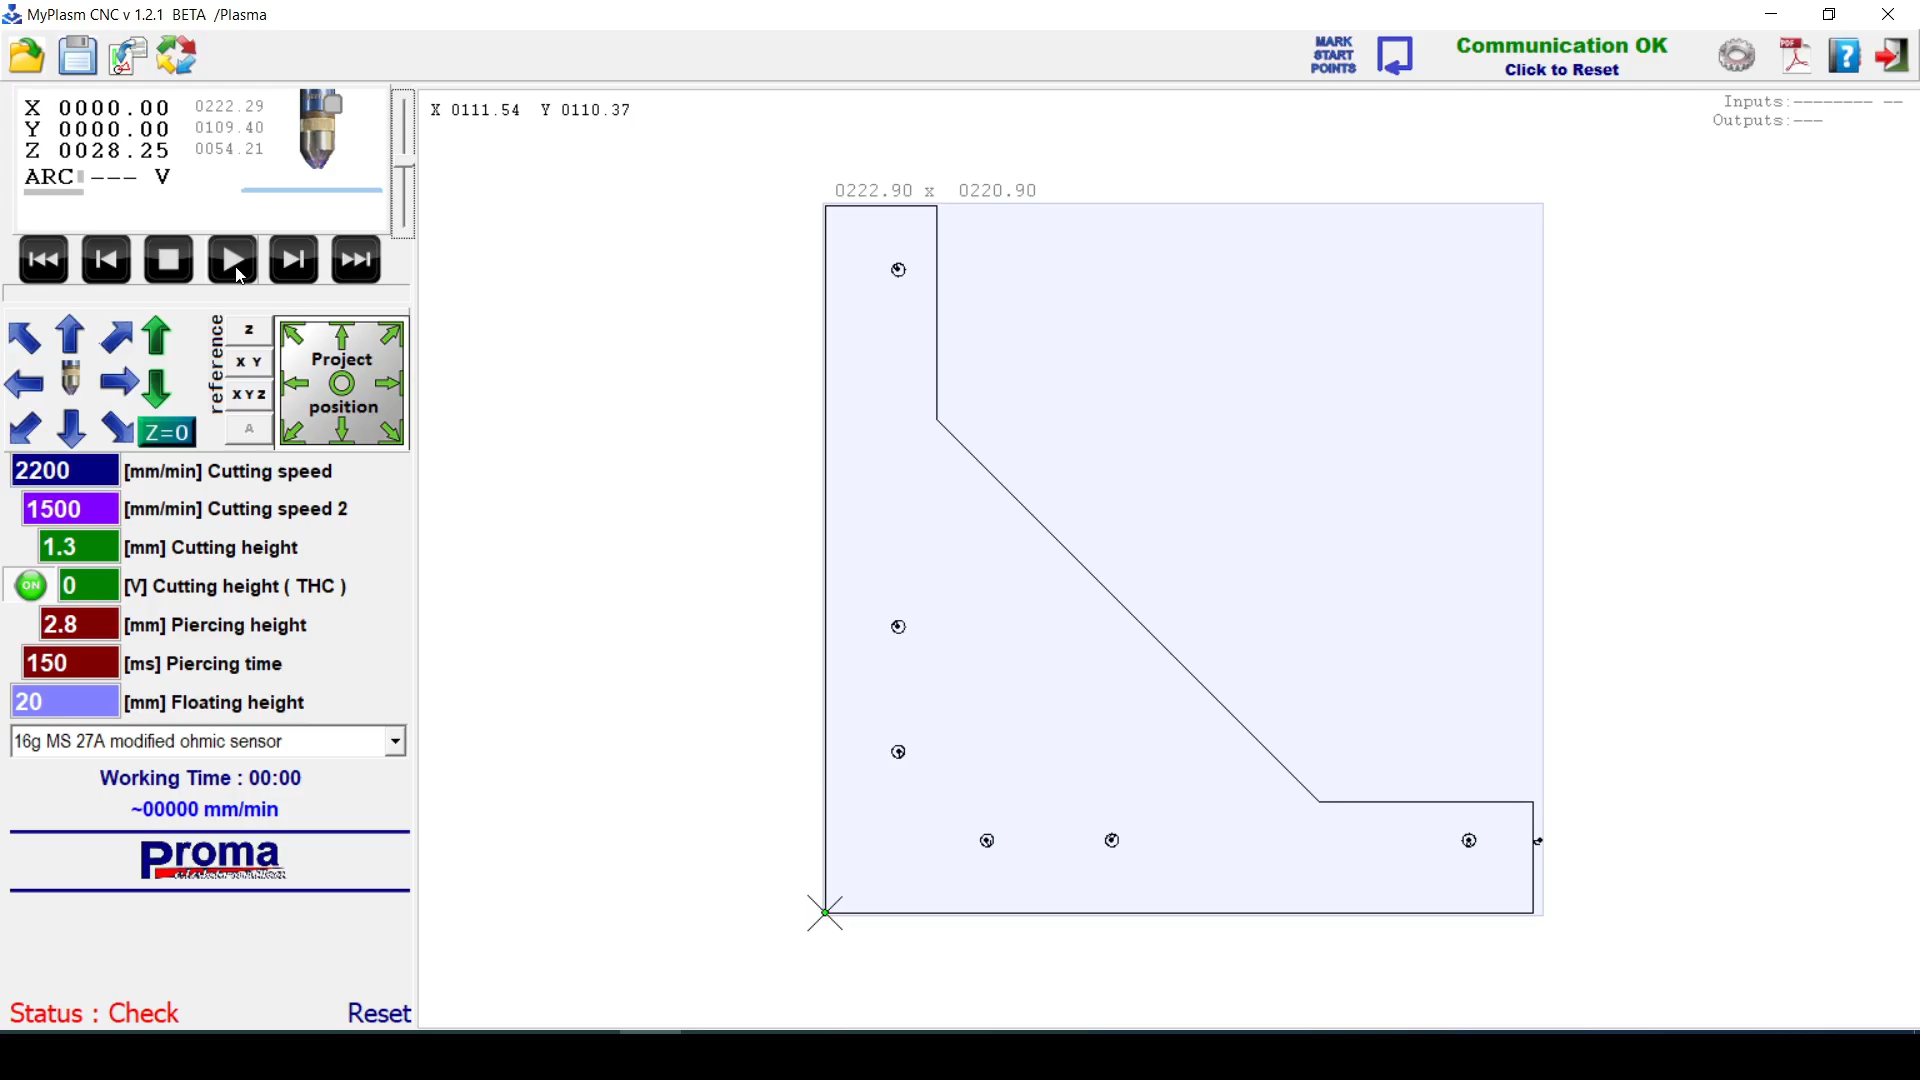 MyPlasm CNC v 1.2.1 BETA /Plasma
MARK
START
POINTS
Communication OK
Click to Reset
PDF
?
X 0000.00 0222.29
Y 0000.00 0109.40
Z 0028.25 0054.21
ARC --- V
X 0111.54 Y 0110.37
Inputs:-------- --
Outputs:---
0222.90 x 0220.90
reference
Z
X Y
X Y Z
A
Project
position
Z=0
2200 [mm/min] Cutting speed
1500 [mm/min] Cutting speed 2
1.3 [mm] Cutting height
ON 0 [V] Cutting height ( THC )
2.8 [mm] Piercing height
150 [ms] Piercing time
20 [mm] Floating height
16g MS 27A modified ohmic sensor
Working Time : 00:00
~00000 mm/min
Proma
Status : Check
Reset